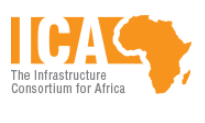 ICA
The Infrastructure
Consortium for Africa